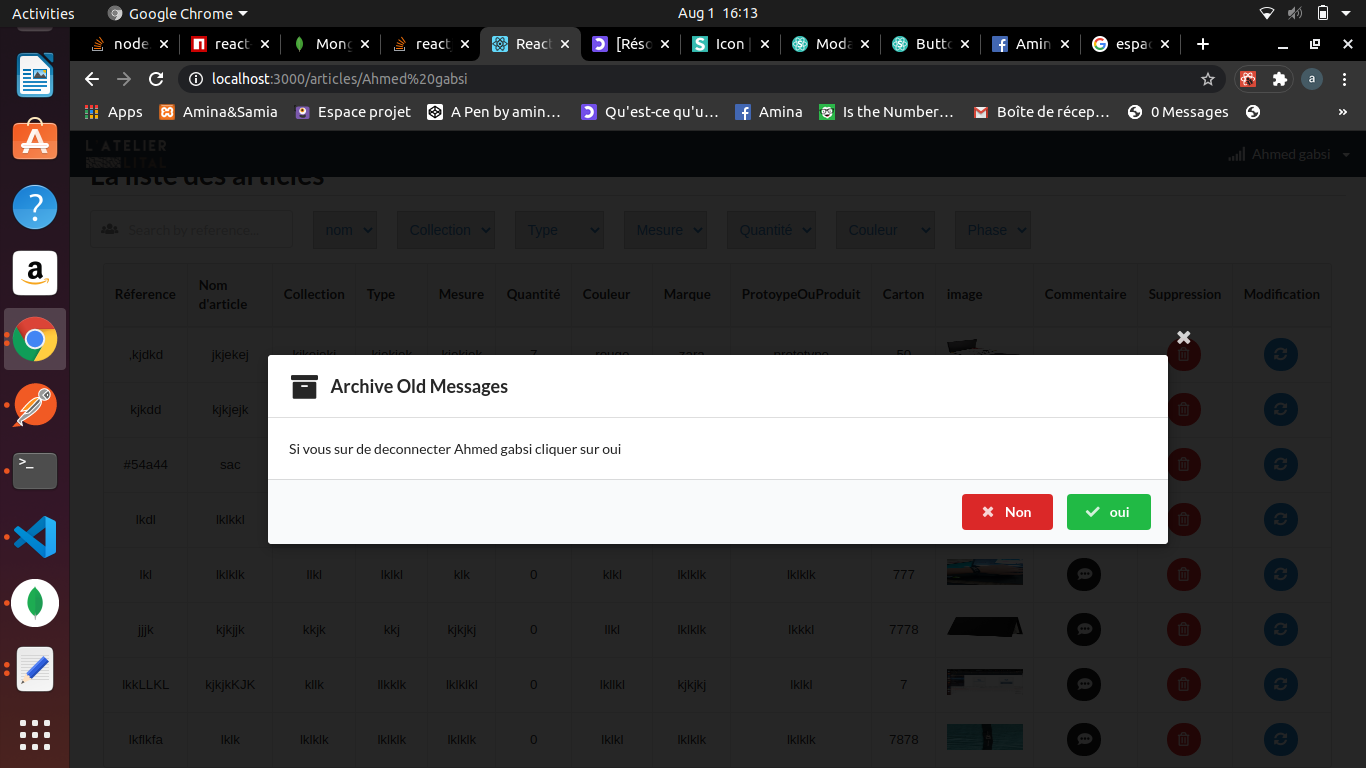 Activities
Google Chrome
Aug 1 16:13
node.
react
Mong
react
React
[Réso
Icon |
Moda
Butto
Amin
espac
localhost:3000/articles/Ahmed%20gabsi
a
Apps
Amina&Samia
Espace projet
A Pen by amin…
Qu'est-ce qu'u…
Amina
Is the Number…
Boîte de récep…
0 Messages
»
L ATELIER
Ahmed gabsi
La liste des articles
Search by reference..
nom
Collection
Type
Mesure
Quantité
Couleur
Phase
Réference
Nom d'article
Collection
Type
Mesure
Quantité
Couleur
Marque
ProtoypeOuProduit
Carton
image
Commentaire
Suppression
Modification
,kjdkd
jkjekej
Archive Old Messages
Si vous sur de deconnecter Ahmed gabsi cliquer sur oui
Non
oui
kjkdd
kjkjejk
#54a44
sac
lkdl
lklkkl
lkl
lklklk
llkl
lklkl
klk
0
klkl
lklklk
lklklk
777
jjjk
kjkjjk
kkjk
kkj
kjkjkj
0
llkl
lklklk
lkkkl
7778
lkkLLKL
kjkjkKJK
kllk
llkklk
lklklkl
0
lkllkl
kjkjkj
lklkl
7
lkflkfa
lklk
lklklk
lklklk
lklklk
0
lklkl
lklklk
lklklk
7878